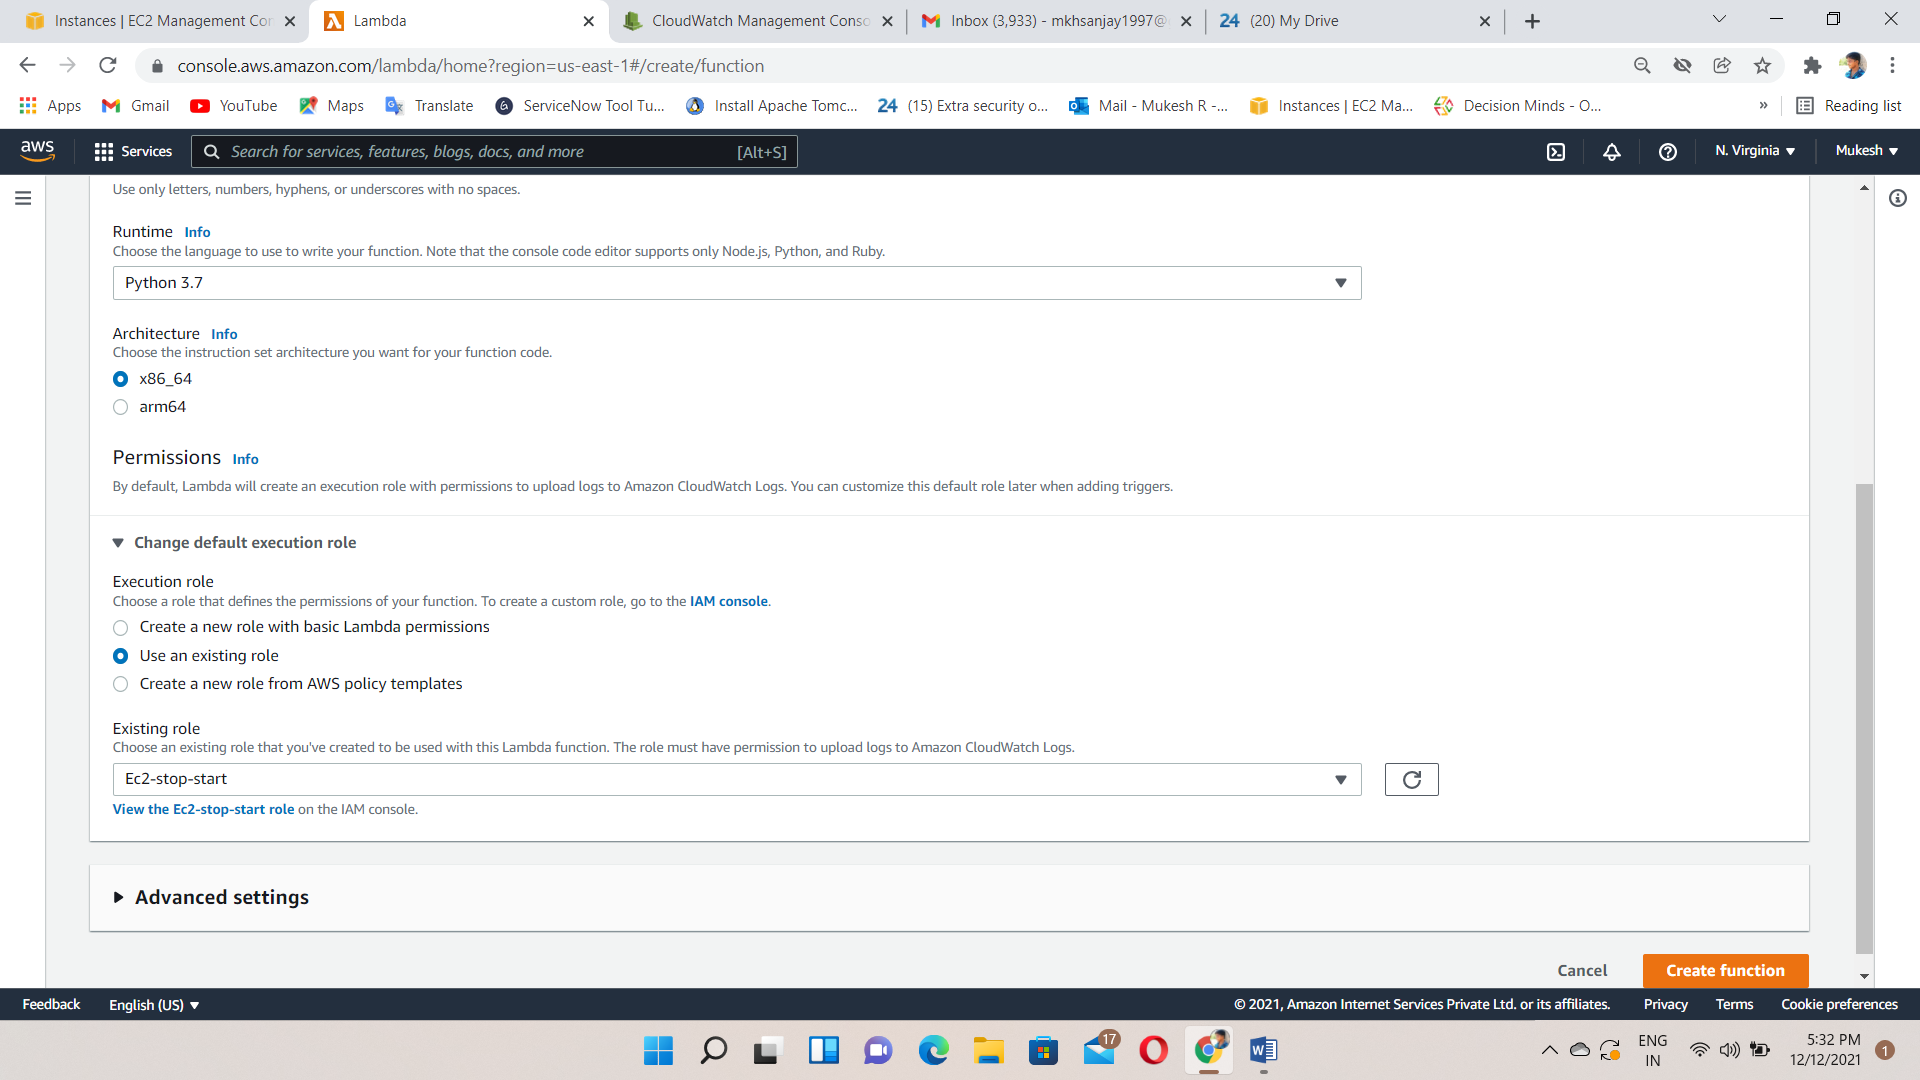 Instances | EC2 Management Con
Lambda
CloudWatch Management Conso
Inbox (3,933) - mkhsanjay1997@
24 (20) My Drive
console.aws.amazon.com/lambda/home?region=us-east-1#/create/function
Apps
Gmail
YouTube
Maps
Translate
ServiceNow Tool Tu...
Install Apache Tomc...
24 (15) Extra security o...
Mail - Mukesh R -...
Instances | EC2 Ma...
Decision Minds - O...
»
Reading list
aws
Services
Search for services, features, blogs, docs, and more
[Alt+S]
N. Virginia
Mukesh
Use only letters, numbers, hyphens, or underscores with no spaces.
Runtime Info
Choose the language to use to write your function. Note that the console code editor supports only Node.js, Python, and Ruby.
Python 3.7
Architecture Info
Choose the instruction set architecture you want for your function code.
x86_64
arm64
Permissions Info
By default, Lambda will create an execution role with permissions to upload logs to Amazon CloudWatch Logs. You can customize this default role later when adding triggers.
Change default execution role
Execution role
Choose a role that defines the permissions of your function. To create a custom role, go to the IAM console.
Create a new role with basic Lambda permissions
Use an existing role
Create a new role from AWS policy templates
Existing role
Choose an existing role that you've created to be used with this Lambda function. The role must have permission to upload logs to Amazon CloudWatch Logs.
Ec2-stop-start
View the Ec2-stop-start role on the IAM console.
Advanced settings
Cancel
Create function
Feedback
English (US)
© 2021, Amazon Internet Services Private Ltd. or its affiliates.
Privacy
Terms
Cookie preferences
17
ENG
IN
5:32 PM
12/12/2021
1